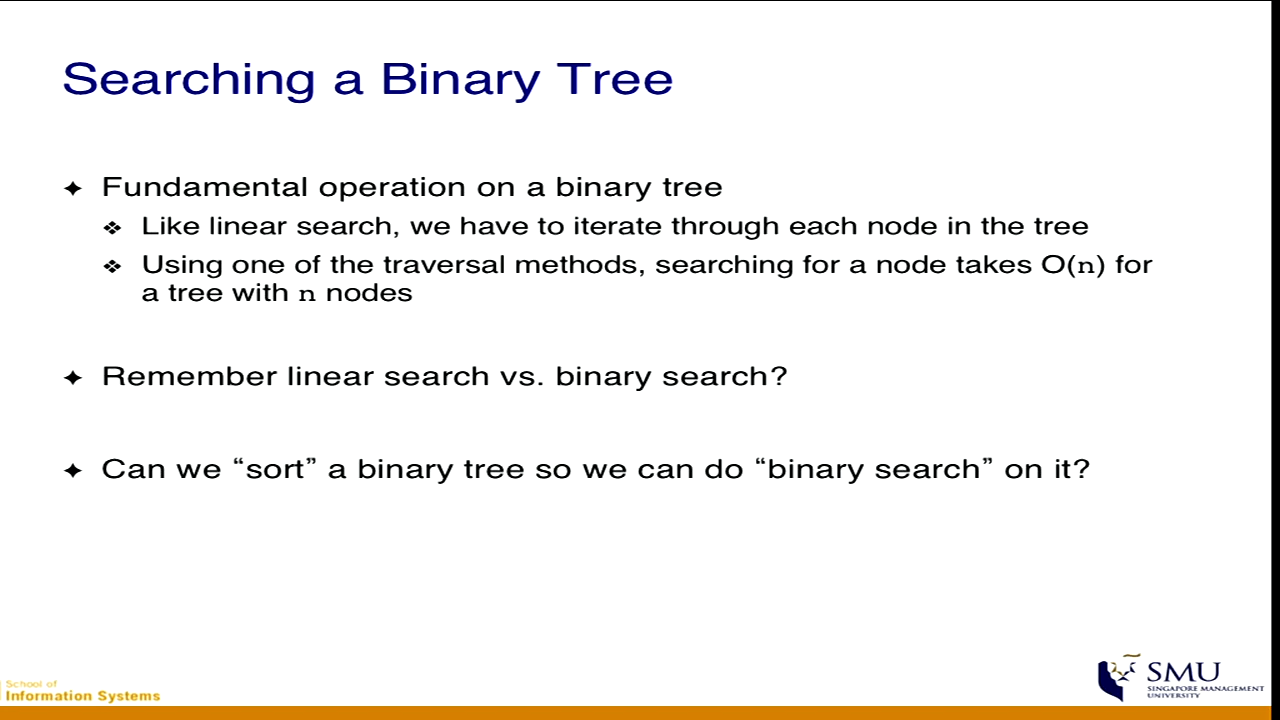 Searching a Binary Tree
Fundamental operation on a binary tree
Like linear search, we have to iterate through each node in the tree
Using one of the traversal methods, searching for a node takes O(n) for
a tree with n nodes
Remember linear search vs. binary search?
Can we “sort” a binary tree so we can do “binary search” on it?
School of
Information Systems
SMU
SINGAPORE MANAGEMENT
UNIVERSITY